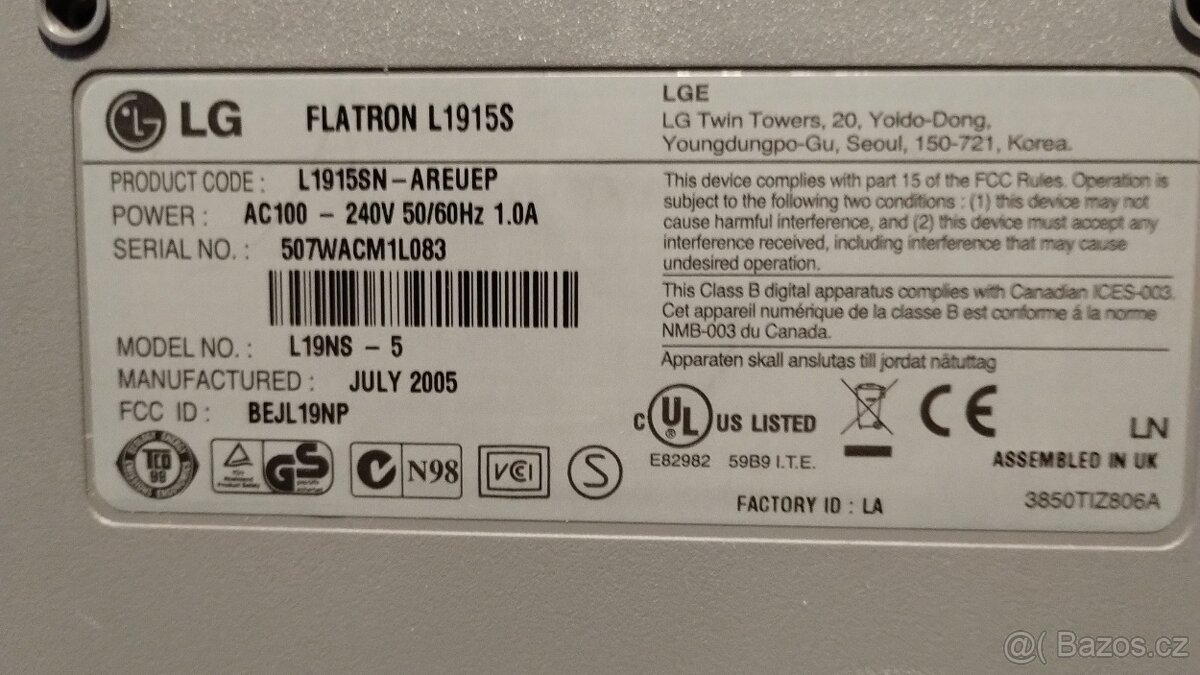 LG FLATRON L1915S
LGE
LG Twin Towers, 20, Yoido-Dong,
Youngdungpo-Gu, Seoul, 150-721, Korea.
PRODUCT CODE : L1915SN-AREUEP
POWER : AC100 - 240V 50/60Hz 1.0A
SERIAL NO. : 507WACM1L083
MODEL NO. : L19NS - 5
MANUFACTURED : JULY 2005
FCC ID : BEJL19NP
This device complies with part 15 of the FCC Rules. Operation is
subject to the following two conditions : (1) this device may not
cause harmful interference, and (2) this device must accept any
interference received, including interference that may cause
undesired operation.
This Class B digital apparatus complies with Canadian ICES-003.
Cet appareil numérique de la classe B est conforme á la norme
NMB-003 du Canada.
Apparaten skall anslutas till jordat nätuttag
TCO
99
GS
N98
VCI
S
C UL ® US LISTED
CE
LN
E82982 59B9 I.T.E.
ASSEMBLED IN UK
FACTORY ID : LA
3850TIZ806A
@( Bazos.cz